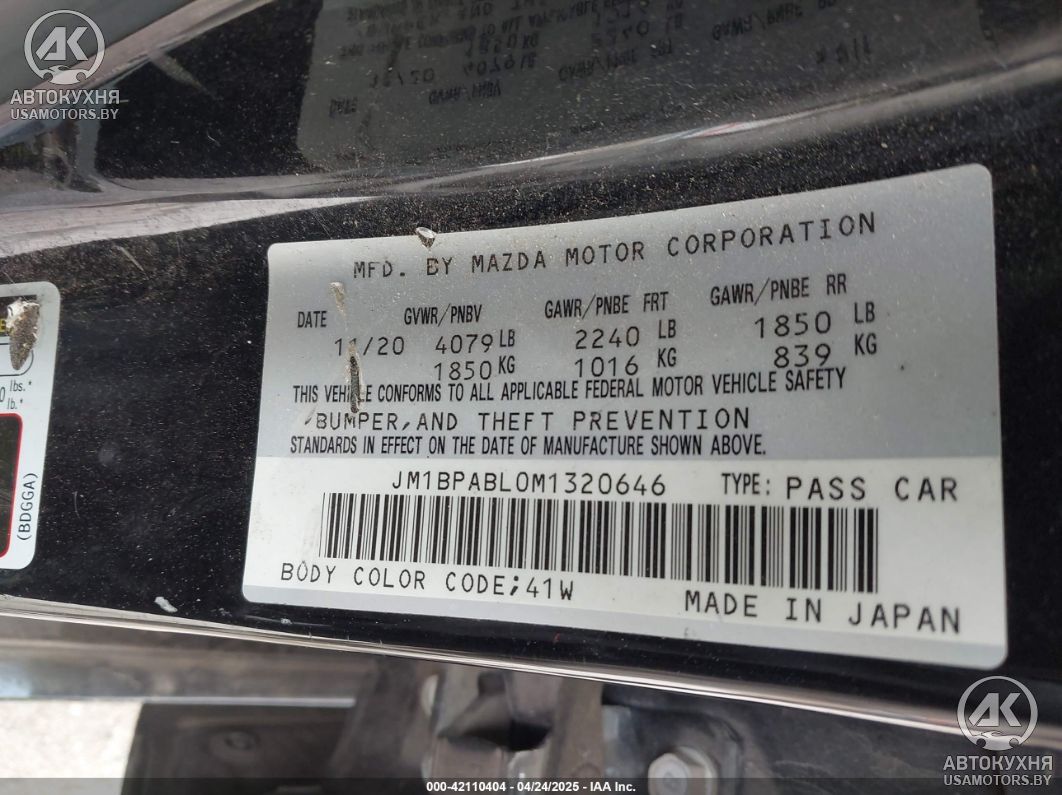 AK
АВТОКУХНЯ
USAMOTORS.BY
MFD. BY MAZDA MOTOR CORPORATION
DATE GVWR/PNBV GAWR/PNBE FRT GAWR/PNBE RR
11/20 4079 LB 2240 LB 1850 LB
1850 KG 1016 KG 839 KG
THIS VEHICLE CONFORMS TO ALL APPLICABLE FEDERAL MOTOR VEHICLE SAFETY
BUMPER,AND THEFT PREVENTION
STANDARDS IN EFFECT ON THE DATE OF MANUFACTURE SHOWN ABOVE.
JM1BPABL0M1320646 TYPE: PASS CAR
BODY COLOR CODE;41W
MADE IN JAPAN
lbs.*
lb.*
(BDGGA)
AK
АВТОКУХНЯ
USAMOTORS.BY
000-42110404 - 04/24/2025 - IAA Inc.